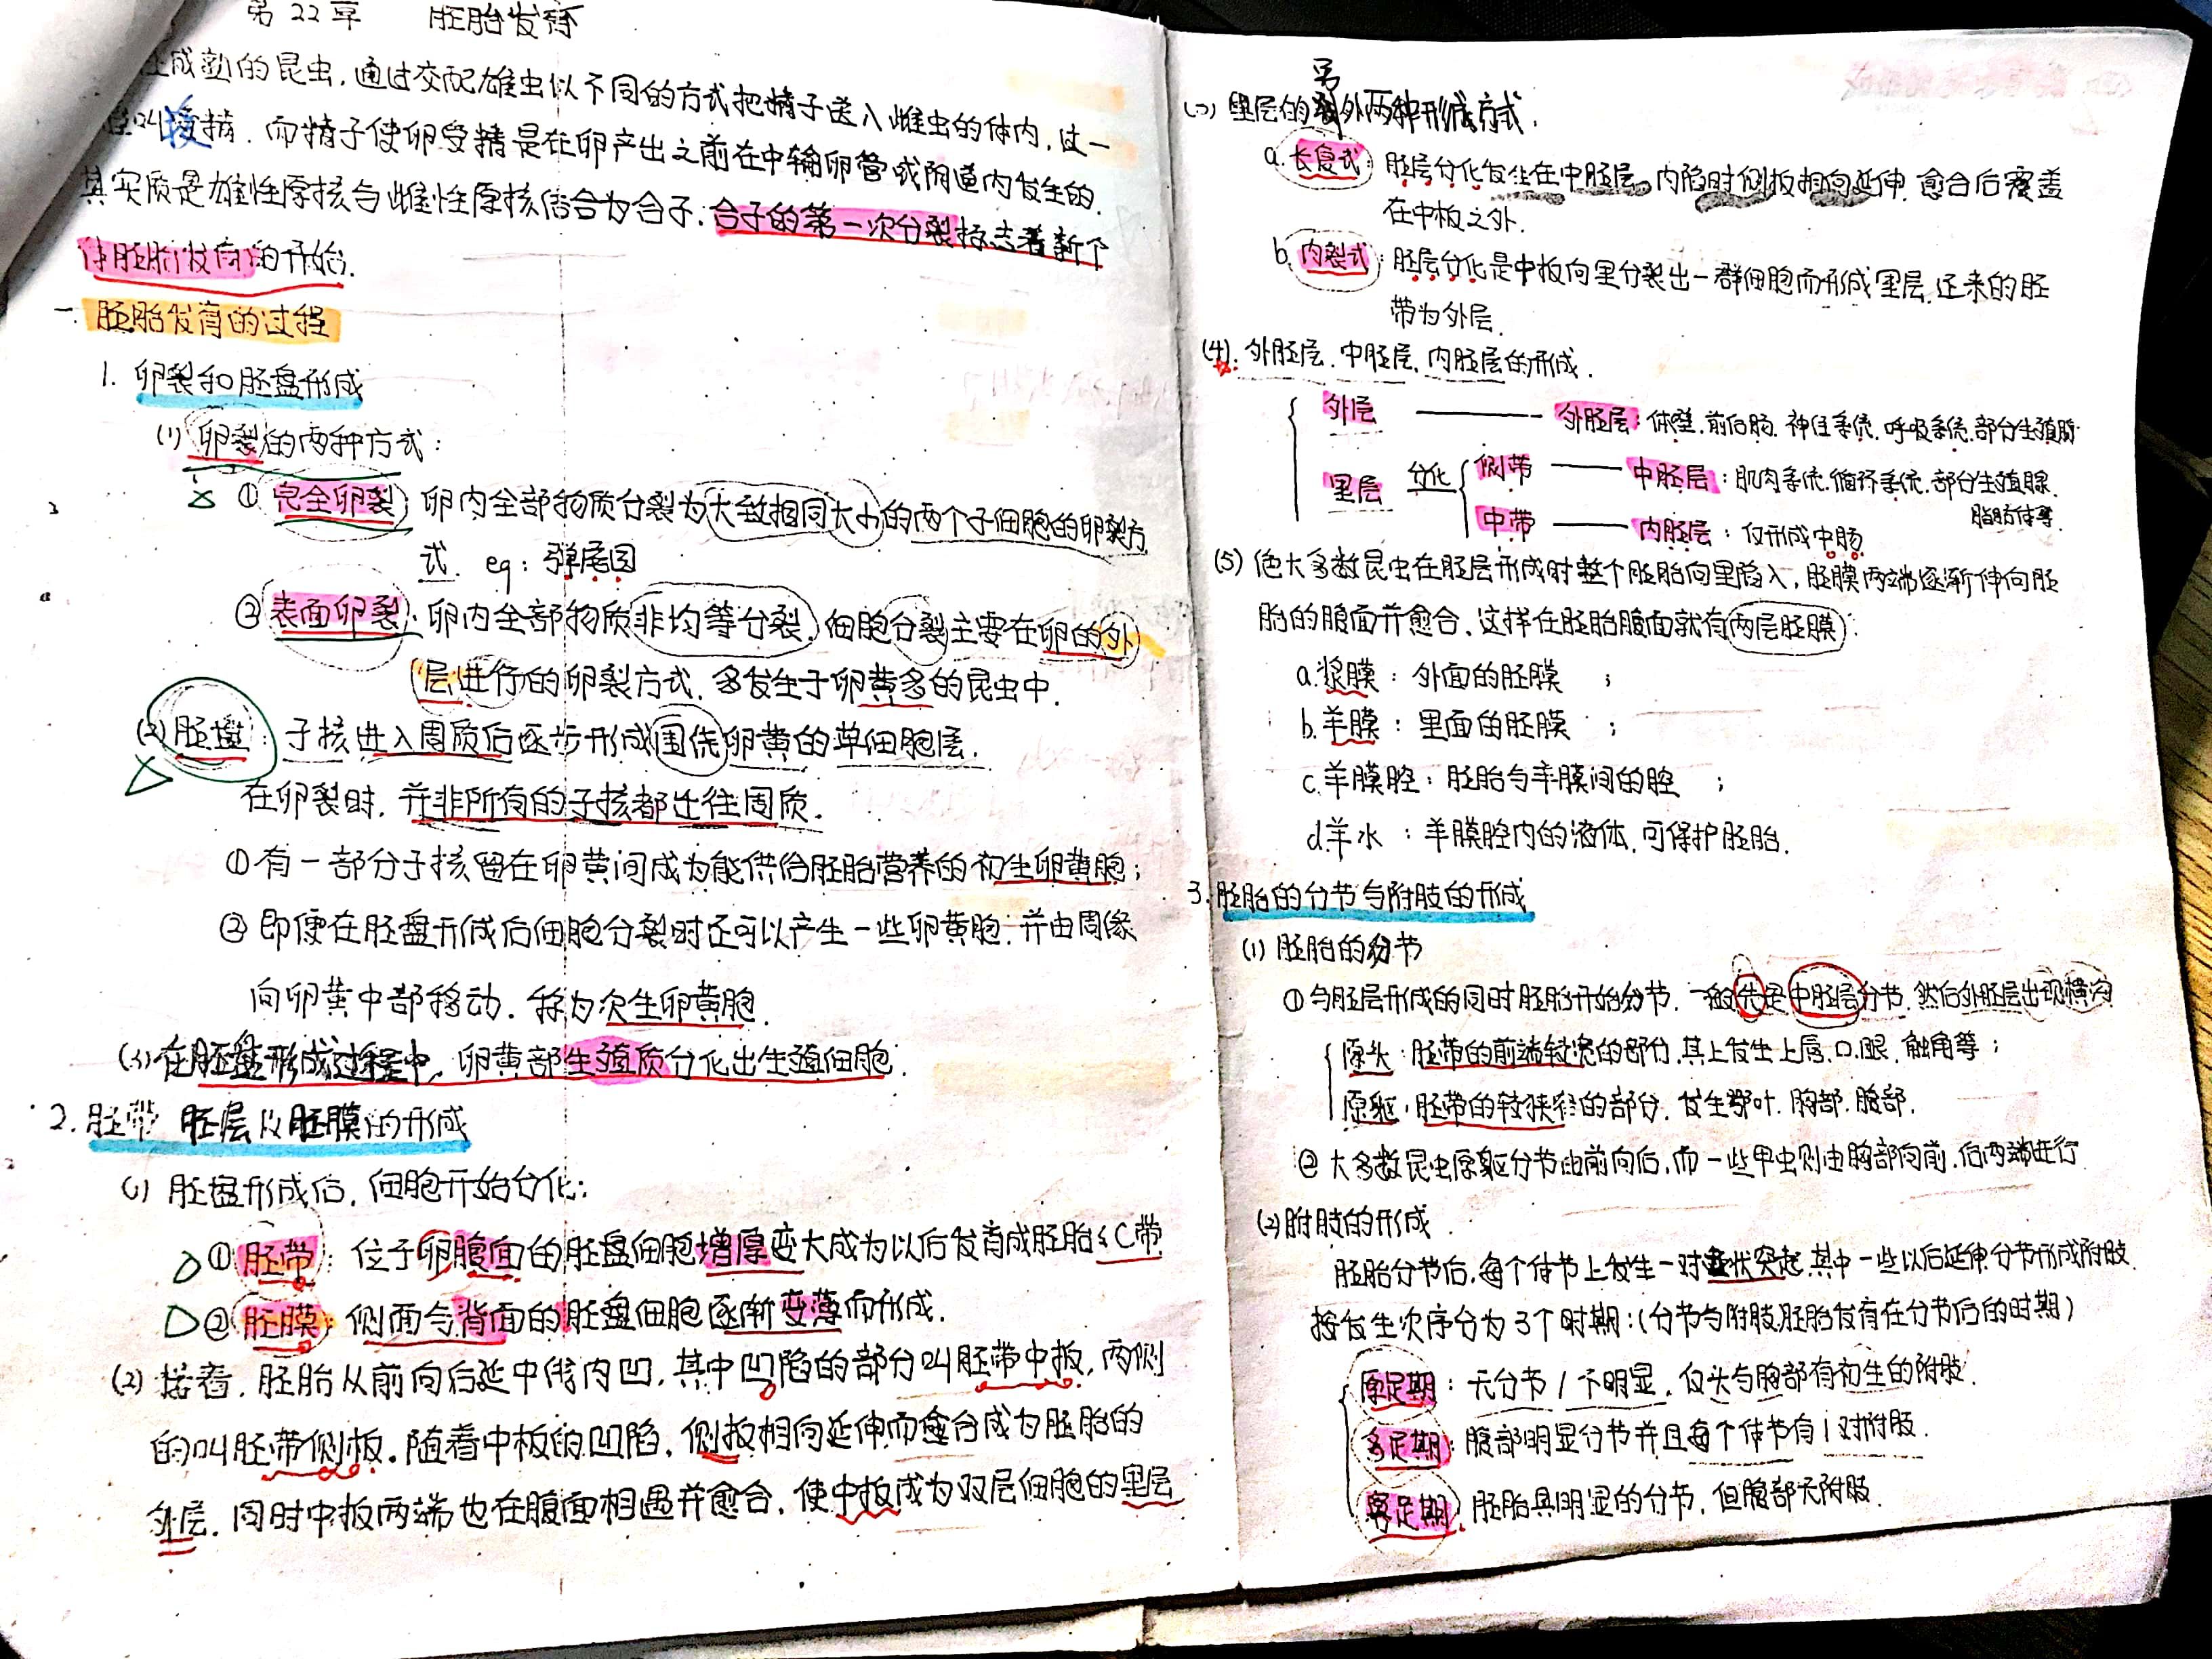 第22章 胚胎发育
性成熟的昆虫,通过交配雄虫以不同的方式把精子送入雌虫的体内,这一
叫授精.而精子使卵受精是在卵产出之前在中输卵管或阴道内发生的.
其实质是雄性原核与雌性原核结合为合子.合子的第一次分裂标志着新个
体胚胎发育的开始.
一.胚胎发育的过程
1. 卵裂和胚盘形成
(1) 卵裂的两种方式:
① 完全卵裂: 卵内全部物质分裂为大致相同大小的两个子细胞的卵裂方
式. eg: 弹尾目
② 表面卵裂: 卵内全部物质非均等分裂,细胞分裂主要在卵的外
层进行的卵裂方式,多发生于卵黄多的昆虫中.
(2) 胚盘: 子核进入周质后逐步形成围绕卵黄的单细胞层.
在卵裂时,并非所有的子核都迁往周质.
①有一部分子核留在卵黄间成为能供给胚胎营养的初生卵黄胞;
② 即便在胚盘形成后细胞分裂时还可以产生一些卵黄胞:并由周缘
向卵黄中部移动.称为次生卵黄胞.
(3) 在胚盘形成过程中,卵黄部生殖质分化出生殖细胞.
2. 胚带 胚层以胚膜的形成
(1) 胚盘形成后,细胞开始分化:
① 胚带: 位于卵腹面的胚盘细胞增厚变大成为以后发育成胚胎的C带
② 胚膜: 侧面与背面的胚盘细胞逐渐变薄而形成.
(2) 接着,胚胎从前向后延中线内凹,其中凹陷的部分叫胚带中板,两侧
的叫胚带侧板.随着中板的凹陷,侧板相向延伸而愈合成为胚胎的
外层,同时中板两端也在腹面相遇并愈合,使中板成为双层细胞的里层
另
(3) 里层的外两种形成方式.
a. 长复式: 胚层分化发生在中胚层,内陷时侧板相向延伸,愈合后覆盖
在中板之外.
b. 内裂式: 胚层分化是中板向里分裂出一群细胞而形成里层,还来的胚
带为外层.
(4). 外胚层.中胚层.内胚层的形成.
外层 —— 外胚层: 体壁.前后肠.神经系统.呼吸系统.部分生殖腺
里层 分化 侧带 —— 中胚层: 肌肉系统.循环系统.部分生殖腺.
脂肪体等.
中带 —— 内胚层: 仅形成中肠
(5) 绝大多数昆虫在胚层形成时整个胚胎向里陷入,胚膜两端逐渐伸向胚
胎的腹面并愈合,这样在胚胎腹面就有两层胚膜:
a.浆膜: 外面的胚膜 ;
b.羊膜: 里面的胚膜 ;
c.羊膜腔: 胚胎与羊膜间的腔 ;
d.羊水: 羊膜腔内的液体,可保护胚胎.
3. 胚胎的分节与附肢的形成
(1) 胚胎的分节
① 与胚层形成的同时胚胎开始分节,一般先是中胚层分节,然后外胚层出现横沟
原头: 胚带的前端较宽的部分,其上发生上唇.口.眼.触角等;
原躯: 胚带的较狭径的部分,发生颚叶.胸部.腹部.
② 大多数昆虫原躯分节由前向后,而一些甲虫则由胸部向前.后两端进行
(2) 附肢的形成.
胚胎分节后,每个体节上发生一对囊状突起,其中一些以后延伸分节形成附肢.
按发生次序分为3个时期:(分节与附肢胚胎发育在分节后的时期)
原足期: 无分节/不明显,仅头与胸部有初生的附肢.
多足期: 腹部明显分节并且每个体节有1对附肢.
寡足期: 胚胎具明显的分节,但腹部无附肢.